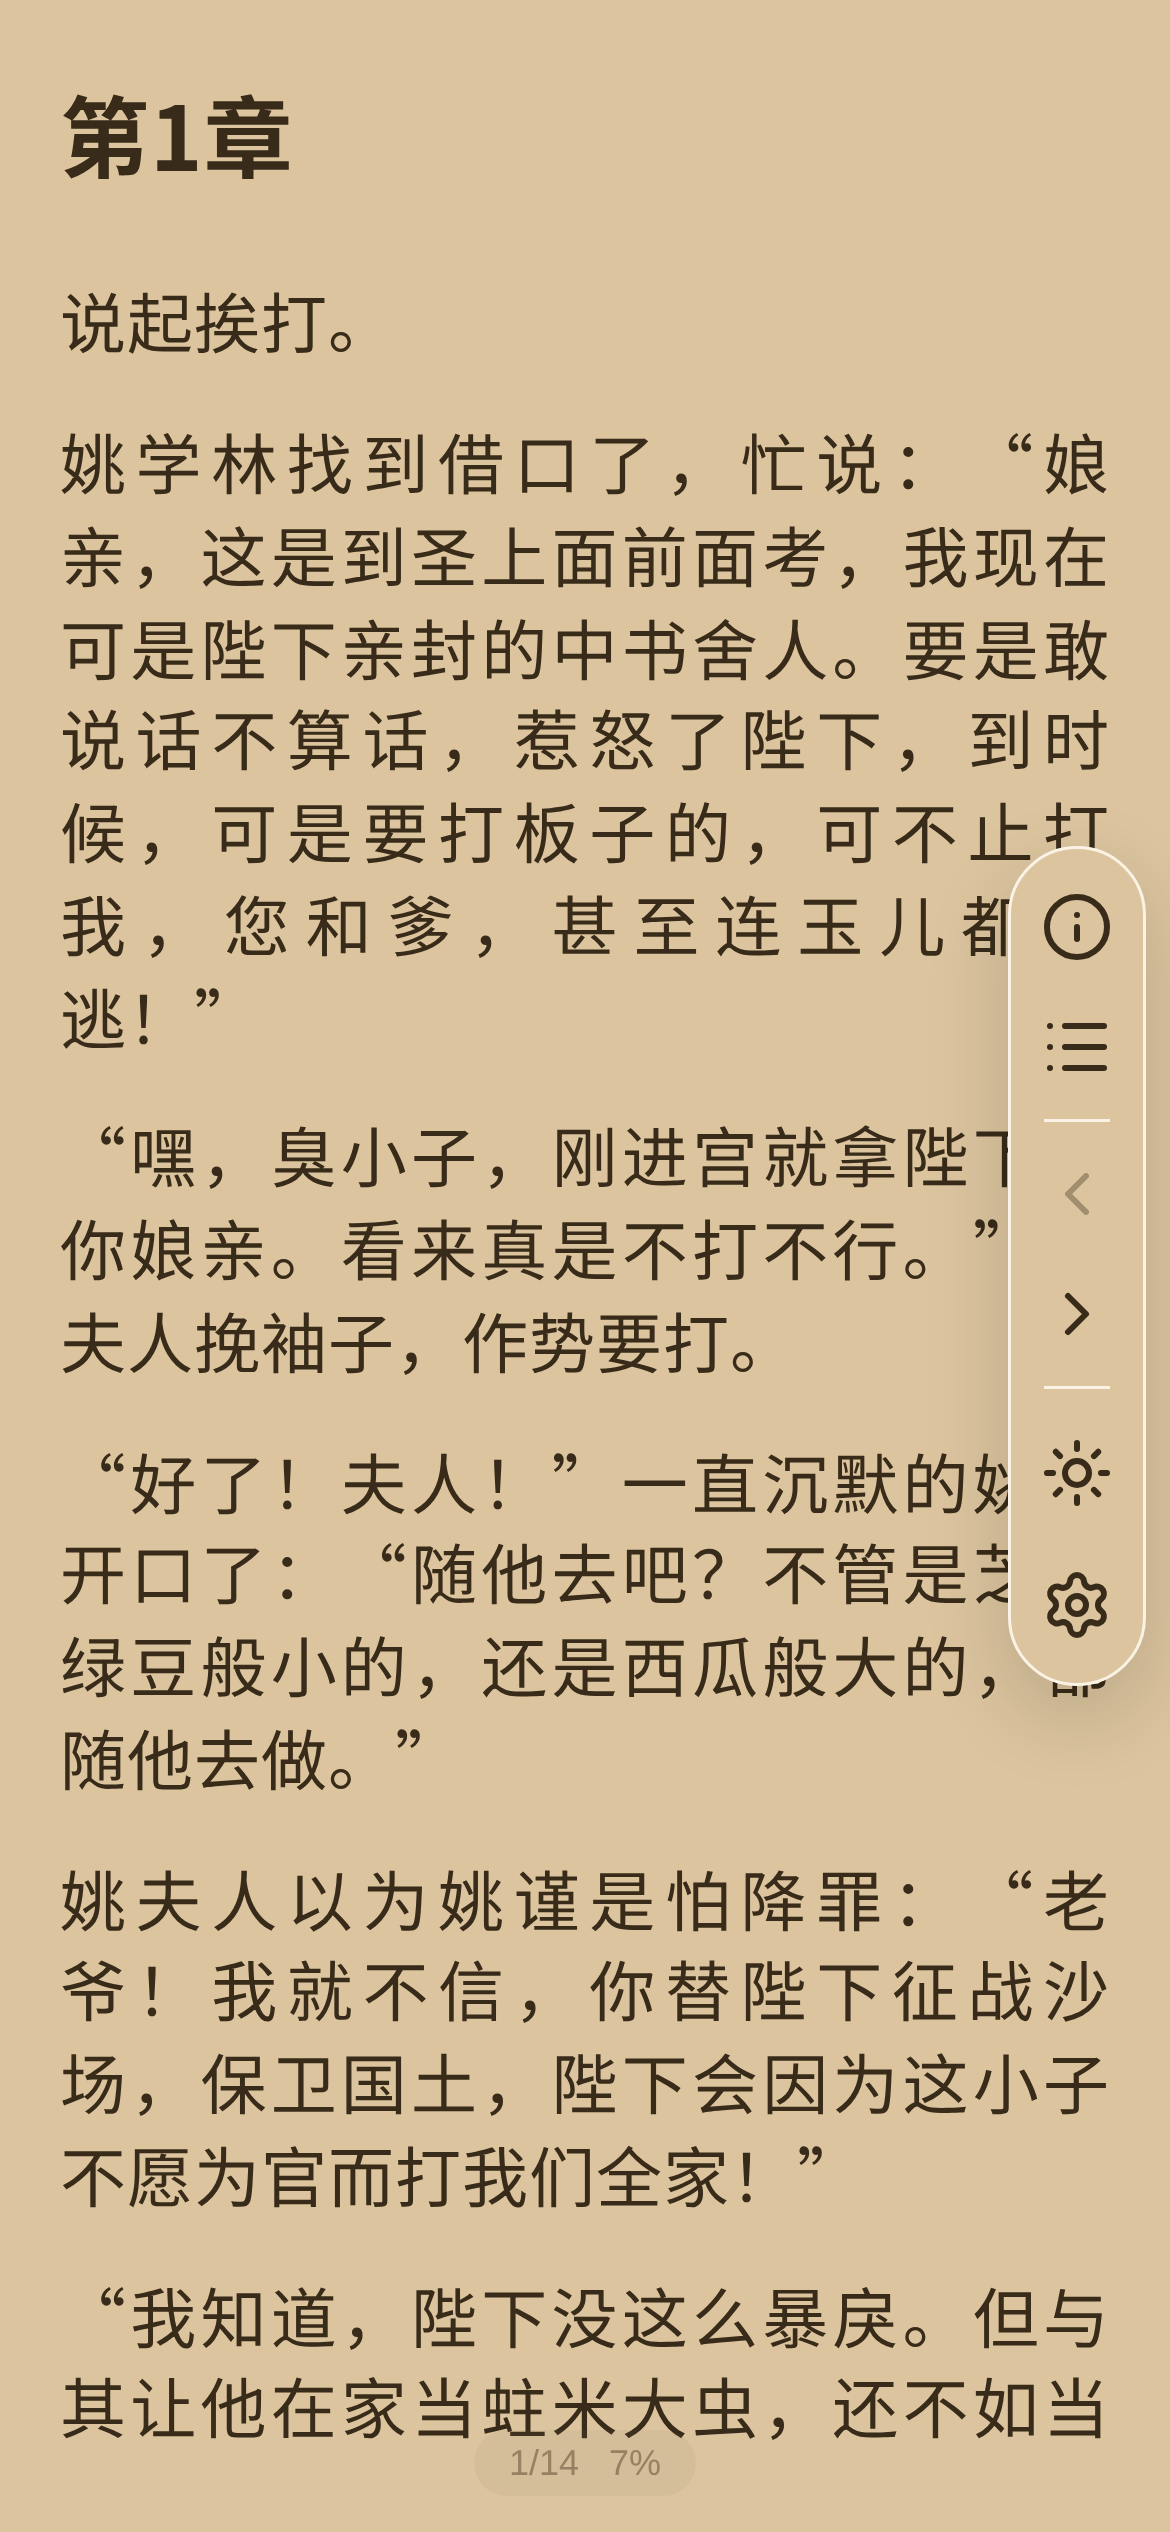 第1章
说起挨打。
姚学林找到借口了，忙说：“娘
亲，这是到圣上面前面考，我现在
可是陛下亲封的中书舍人。要是敢
说话不算话，惹怒了陛下，到时
候，可是要打板子的，可不止打
我，您和爹，甚至连玉儿都
逃！”
“嘿，臭小子，刚进宫就拿陛下
你娘亲。看来真是不打不行。”
夫人挽袖子，作势要打。
“好了！夫人！”一直沉默的姚
开口了：“随他去吧？不管是芝
绿豆般小的，还是西瓜般大的，都
随他去做。”
姚夫人以为姚谨是怕降罪：“老
爷！我就不信，你替陛下征战沙
场，保卫国土，陛下会因为这小子
不愿为官而打我们全家！”
“我知道，陛下没这么暴戾。但与
其让他在家当蛀米大虫，还不如当
1/14 7%